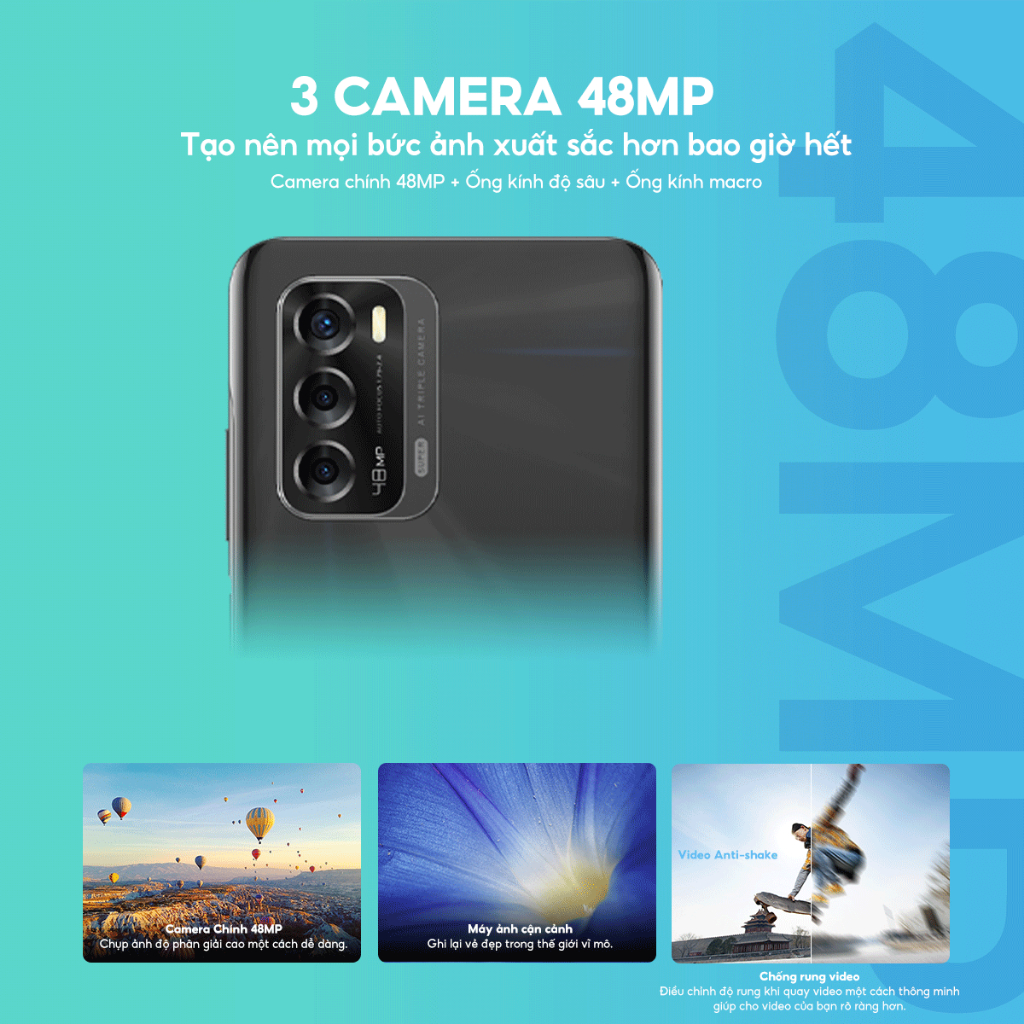 3 CAMERA 48MP
Tạo nên mọi bức ảnh xuất sắc hơn bao giờ hết
Camera chính 48MP + Ống kính độ sâu + Ống kính macro
48MP
AUTO FOCUS
48MP
SUPER AI TRIPLE CAMERA
Camera Chính 48MP
Chụp ảnh độ phân giải cao một cách dễ dàng.
Máy ảnh cận cảnh
Ghi lại vẻ đẹp trong thế giới vĩ mô.
Video Anti-shake
Chống rung video
Điều chỉnh độ rung khi quay video một cách thông minh
giúp cho video của bạn rõ ràng hơn.